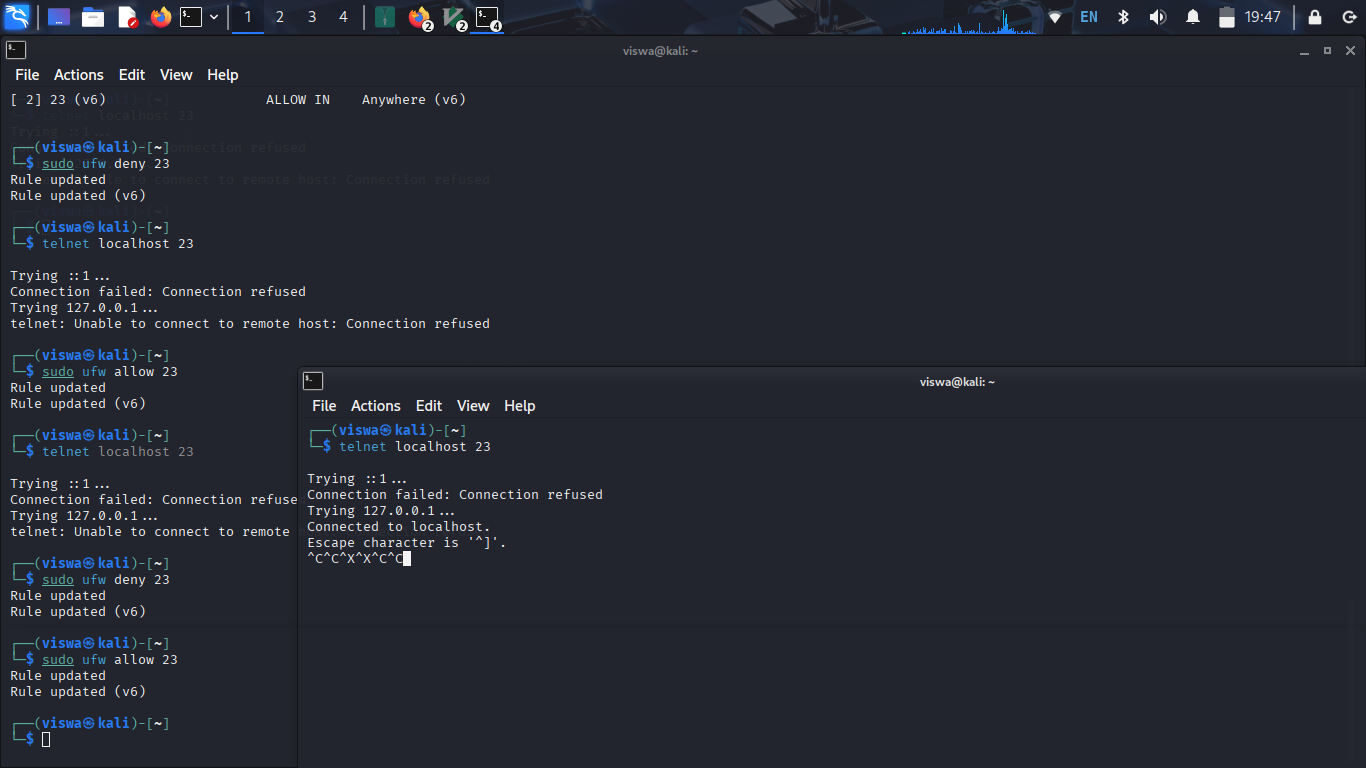 1 2 3 4 2 2 4 EN 19:47
viswa@kali: ~
File Actions Edit View Help
[ 2] 23 (v6)                    ALLOW IN    Anywhere (v6)
┌──(viswa㉿kali)-[~]
└─$ sudo ufw deny 23
Rule updated
Rule updated (v6)
┌──(viswa㉿kali)-[~]
└─$ telnet localhost 23
Trying ::1...
Connection failed: Connection refused
Trying 127.0.0.1...
telnet: Unable to connect to remote host: Connection refused
┌──(viswa㉿kali)-[~]
└─$ sudo ufw allow 23
Rule updated
Rule updated (v6)
┌──(viswa㉿kali)-[~]
└─$ telnet localhost 23
Trying ::1...
Connection failed: Connection refuse
Trying 127.0.0.1...
telnet: Unable to connect to remote
┌──(viswa㉿kali)-[~]
└─$ sudo ufw deny 23
Rule updated
Rule updated (v6)
┌──(viswa㉿kali)-[~]
└─$ sudo ufw allow 23
Rule updated
Rule updated (v6)
┌──(viswa㉿kali)-[~]
└─$
viswa@kali: ~
File Actions Edit View Help
┌──(viswa㉿kali)-[~]
└─$ telnet localhost 23
Trying ::1...
Connection failed: Connection refused
Trying 127.0.0.1...
Connected to localhost.
Escape character is '^]'.
^C^C^X^X^C^C